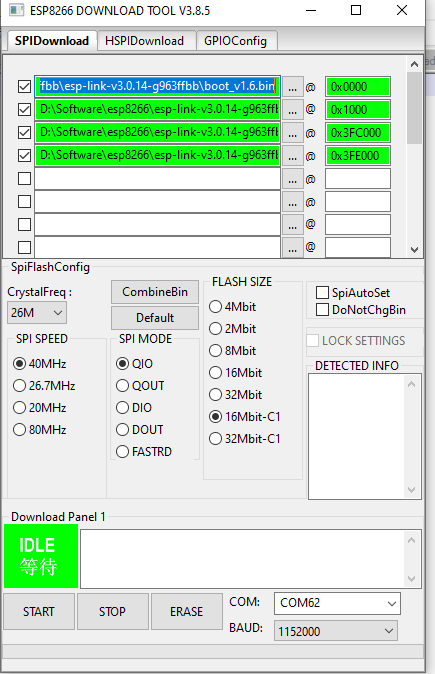 ESP8266 DOWNLOAD TOOL V3.8.5
SPIDownload HSPIDownload GPIOConfig
fbb\esp-link-v3.0.14-g963ffbb\boot_v1.6.bin ... @ 0x0000
D:\Software\esp8266\esp-link-v3.0.14-g963ffb ... @ 0x1000
D:\Software\esp8266\esp-link-v3.0.14-g963ffb ... @ 0x3FC000
D:\Software\esp8266\esp-link-v3.0.14-g963ffb ... @ 0x3FE000
... @
... @
... @
... @
SpiFlashConfig
CrystalFreq :
26M
CombineBin
Default
SPI SPEED
40MHz
26.7MHz
20MHz
80MHz
SPI MODE
QIO
QOUT
DIO
DOUT
FASTRD
FLASH SIZE
4Mbit
2Mbit
8Mbit
16Mbit
32Mbit
16Mbit-C1
32Mbit-C1
SpiAutoSet
DoNotChgBin
LOCK SETTINGS
DETECTED INFO
Download Panel 1
IDLE
等待
START STOP ERASE
COM: COM62
BAUD: 1152000